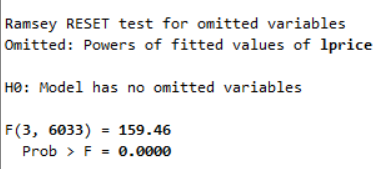 Ramsey RESET test for omitted variables
Omitted: Powers of fitted values of lprice
H0: Model has no omitted variables
F(3, 6033) = 159.46
Prob > F = 0.0000